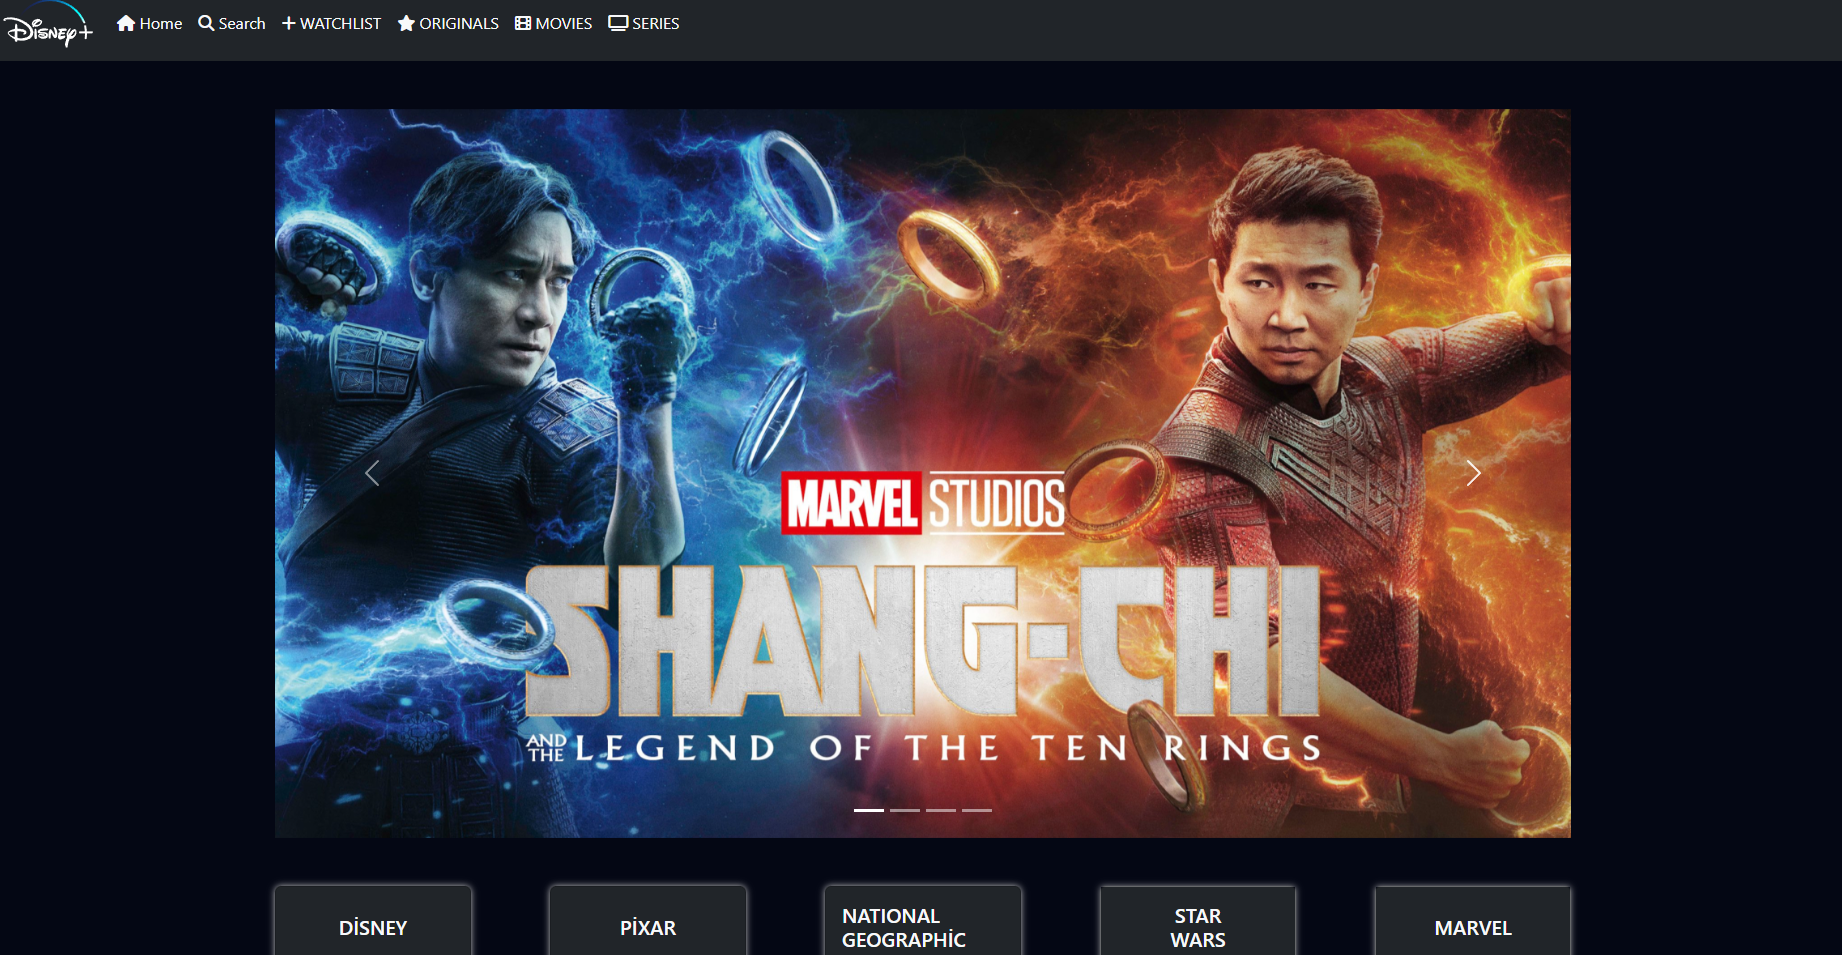 Disney+
Home
Search
WATCHLIST
ORIGINALS
MOVIES
SERIES
MARVEL STUDIOS
SHANG-CHI
AND THE LEGEND OF THE TEN RINGS
DİSNEY
PİXAR
NATIONAL
GEOGRAPHİC
STAR
WARS
MARVEL